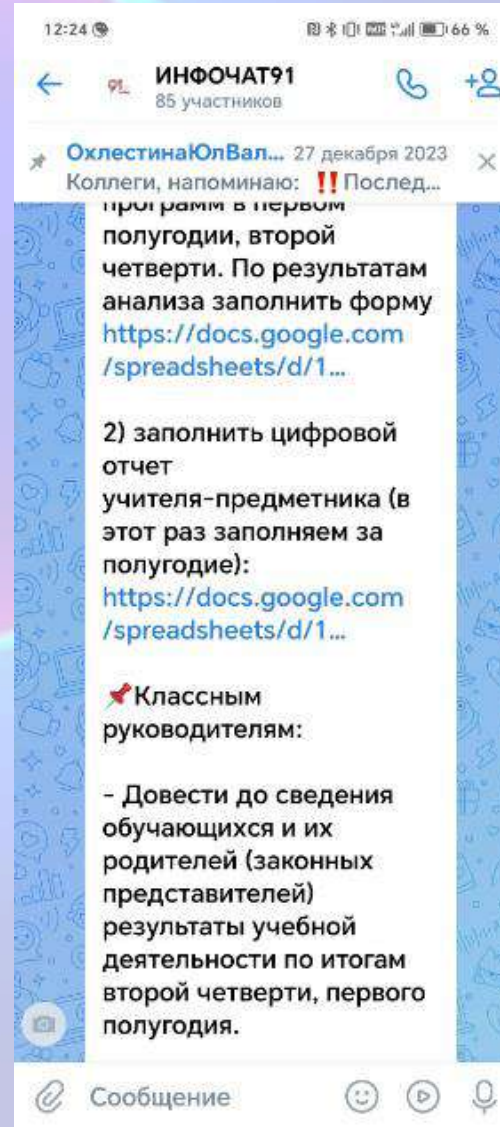 12:24
66 %
91
ИНФОЧАТ91
85 участников
ОхлестинаЮлВал... 27 декабря 2023
Коллеги, напоминаю: ‼️Послед...
программ в первом
полугодии, второй
четверти. По результатам
анализа заполнить форму
https://docs.google.com
/spreadsheets/d/1...
2) заполнить цифровой
отчет
учителя-предметника (в
этот раз заполняем за
полугодие):
https://docs.google.com
/spreadsheets/d/1...
📌Классным
руководителям:
- Довести до сведения
обучающихся и их
родителей (законных
представителей)
результаты учебной
деятельности по итогам
второй четверти, первого
полугодия.
Сообщение